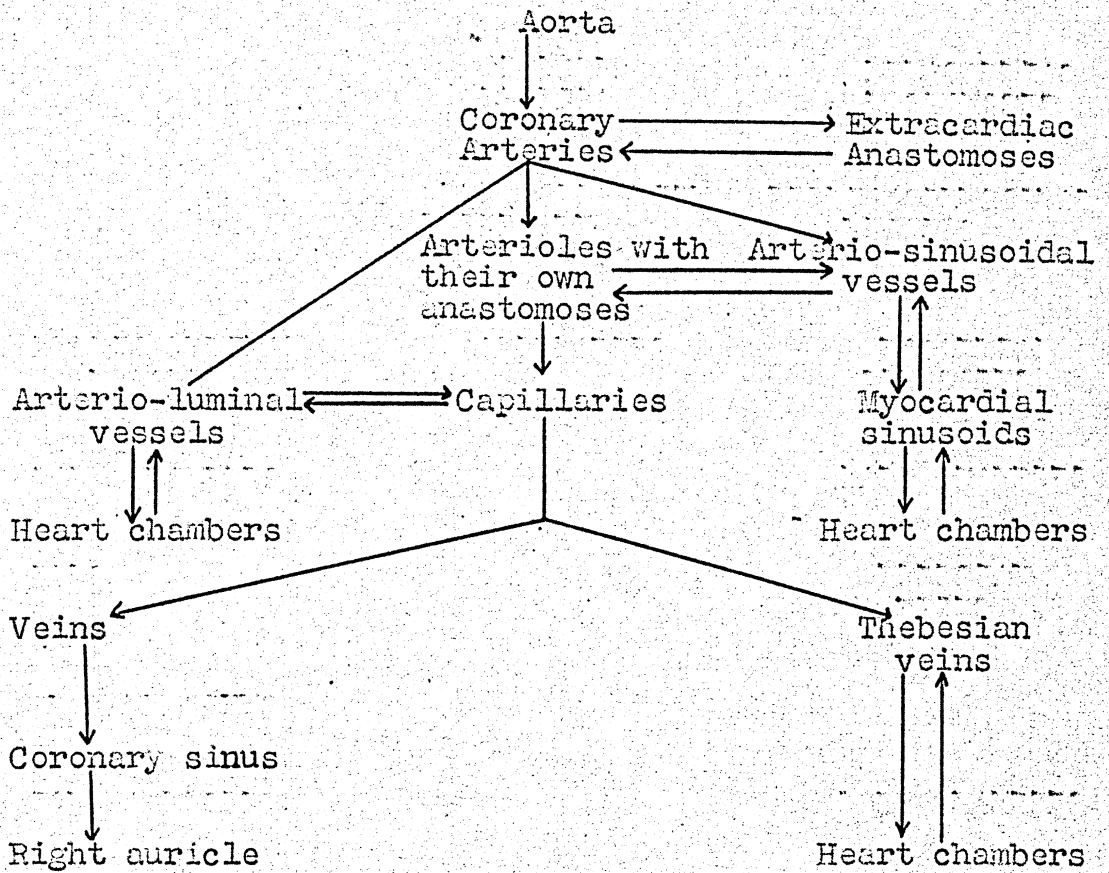 Aorta
Coronary
Arteries
Extracardiac
Anastomoses
Arterioles with
their own
anastomoses
Arterio-sinusoidal
vessels
Arterio-luminal
vessels
Capillaries
Myocardial
sinusoids
Heart chambers
Heart chambers
Veins
Thebesian
veins
Coronary sinus
Right auricle
Heart chambers